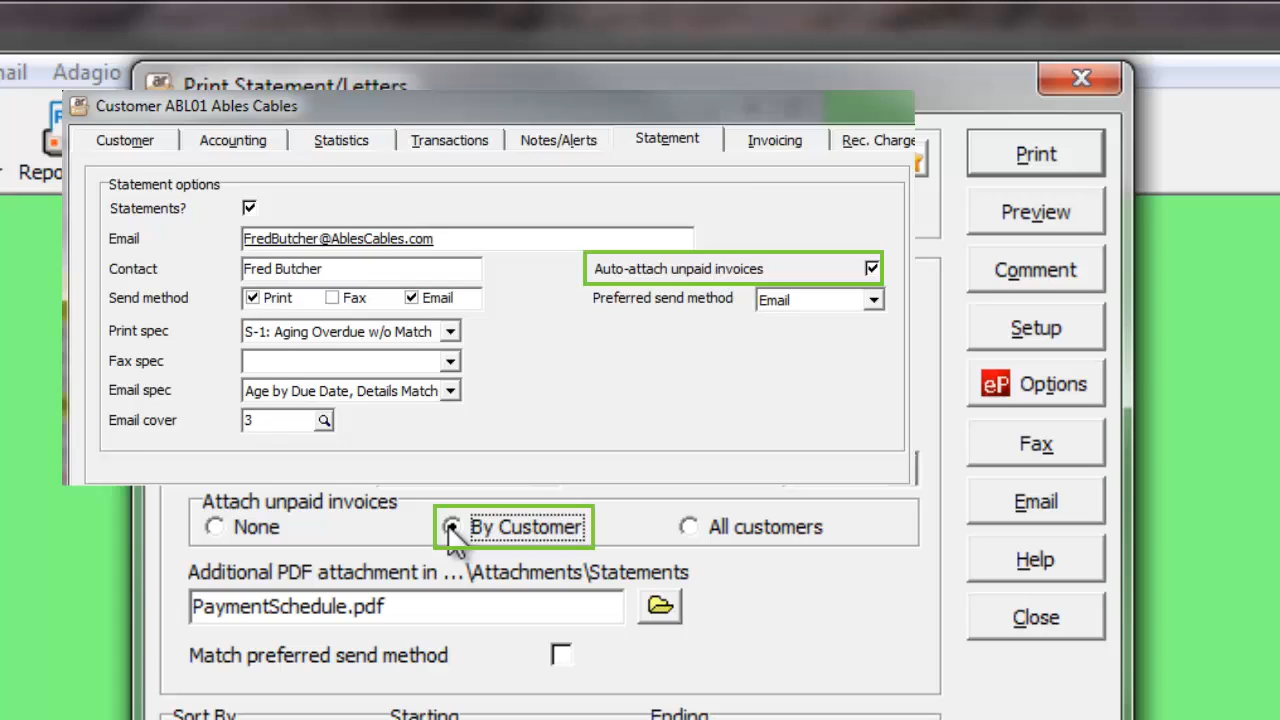 nail Adagio
ar Print Statement/Letters
ar Customer ABL01 Ables Cables
Customer Accounting Statistics Transactions Notes/Alerts Statement Invoicing Rec. Charge
Repo
Statement options
Statements?
Email FredButcher@AblesCables.com
Contact Fred Butcher Auto-attach unpaid invoices
Send method Print Fax Email Preferred send method Email
Print spec S-1: Aging Overdue w/o Match
Fax spec
Email spec Age by Due Date, Details Match
Email cover 3
Attach unpaid invoices
None By Customer All customers
Additional PDF attachment in ...\Attachments\Statements
PaymentSchedule.pdf
Match preferred send method
Sort By Starting Ending
Print
Preview
Comment
Setup
eP Options
Fax
Email
Help
Close